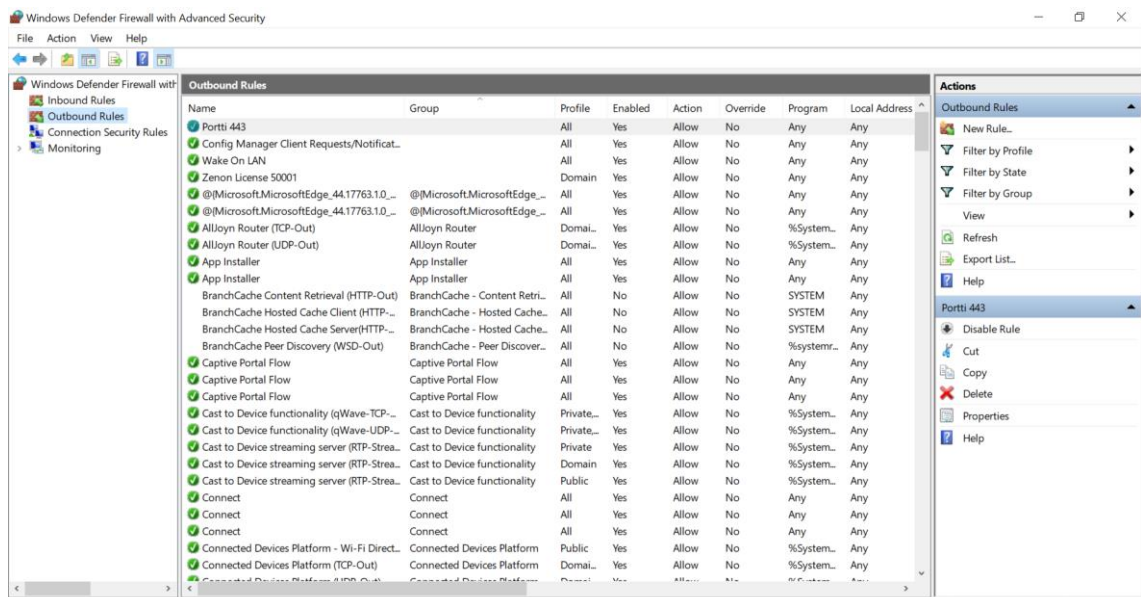 Windows Defender Firewall with Advanced Security
File Action View Help
Windows Defender Firewall with
Inbound Rules
Outbound Rules
Connection Security Rules
Monitoring
Outbound Rules
Name Group Profile Enabled Action Override Program Local Address
Portti 443 All Yes Allow No Any Any
Config Manager Client Requests/Notificat... All Yes Allow No Any Any
Wake On LAN All Yes Allow No Any Any
Zenon License 50001 Domain Yes Allow No Any Any
@{Microsoft.MicrosoftEdge_44.17763.1.0_... @{Microsoft.MicrosoftEdge_... All Yes Allow No Any Any
@{Microsoft.MicrosoftEdge_44.17763.1.0_... @{Microsoft.MicrosoftEdge_... All Yes Allow No Any Any
AllJoyn Router (TCP-Out) AllJoyn Router Domai... Yes Allow No %System... Any
AllJoyn Router (UDP-Out) AllJoyn Router Domai... Yes Allow No %System... Any
App Installer App Installer All Yes Allow No Any Any
App Installer App Installer All Yes Allow No Any Any
BranchCache Content Retrieval (HTTP-Out) BranchCache - Content Retri... All No Allow No SYSTEM Any
BranchCache Hosted Cache Client (HTTP-... BranchCache - Hosted Cache... All No Allow No SYSTEM Any
BranchCache Hosted Cache Server(HTTP-... BranchCache - Hosted Cache... All No Allow No SYSTEM Any
BranchCache Peer Discovery (WSD-Out) BranchCache - Peer Discover... All No Allow No %systemr... Any
Captive Portal Flow Captive Portal Flow All Yes Allow No Any Any
Captive Portal Flow Captive Portal Flow All Yes Allow No Any Any
Captive Portal Flow Captive Portal Flow All Yes Allow No Any Any
Cast to Device functionality (qWave-TCP-... Cast to Device functionality Private,... Yes Allow No %System... Any
Cast to Device functionality (qWave-UDP-... Cast to Device functionality Private,... Yes Allow No %System... Any
Cast to Device streaming server (RTP-Strea... Cast to Device functionality Private Yes Allow No %System... Any
Cast to Device streaming server (RTP-Strea... Cast to Device functionality Domain Yes Allow No %System... Any
Cast to Device streaming server (RTP-Strea... Cast to Device functionality Public Yes Allow No %System... Any
Connect Connect All Yes Allow No Any Any
Connect Connect All Yes Allow No Any Any
Connect Connect All Yes Allow No Any Any
Connected Devices Platform - Wi-Fi Direct... Connected Devices Platform Public Yes Allow No %System... Any
Connected Devices Platform (TCP-Out) Connected Devices Platform Domai... Yes Allow No %System... Any
Actions
Outbound Rules
New Rule...
Filter by Profile
Filter by State
Filter by Group
View
Refresh
Export List...
Help
Portti 443
Disable Rule
Cut
Copy
Delete
Properties
Help